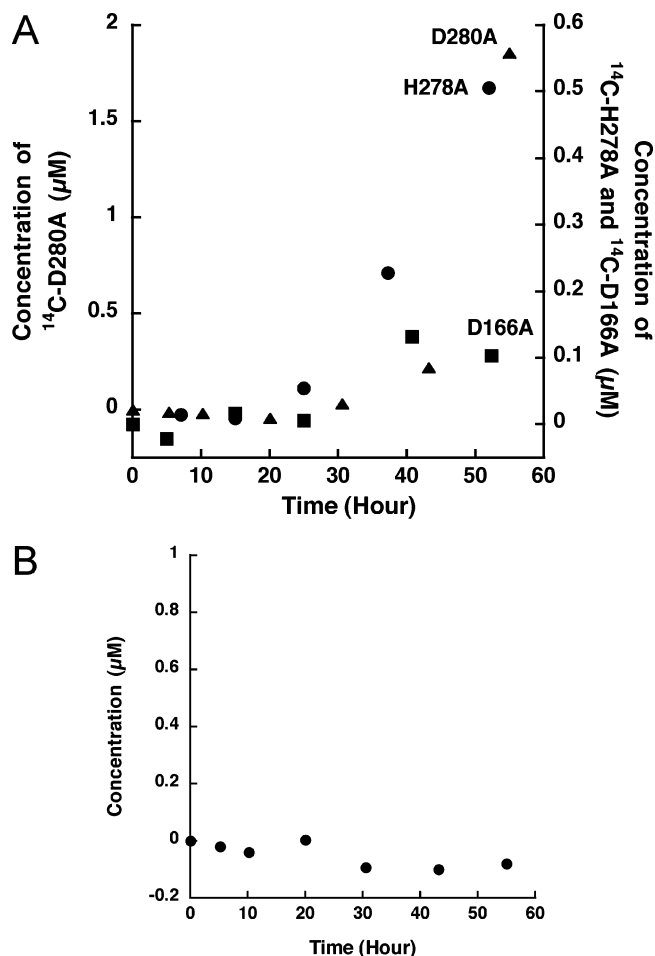 A
2
1.5
1
0.5
0
0.6
0.5
0.4
0.3
0.2
0.1
0
Concentration of
¹⁴C-D280A (µM)
Concentration of
¹⁴C-H278A and ¹⁴C-D166A (µM)
D280A
H278A
D166A
0 10 20 30 40 50 60
Time (Hour)
B
1
0.8
0.6
0.4
0.2
0
-0.2
Concentration (µM)
0 10 20 30 40 50 60
Time (Hour)